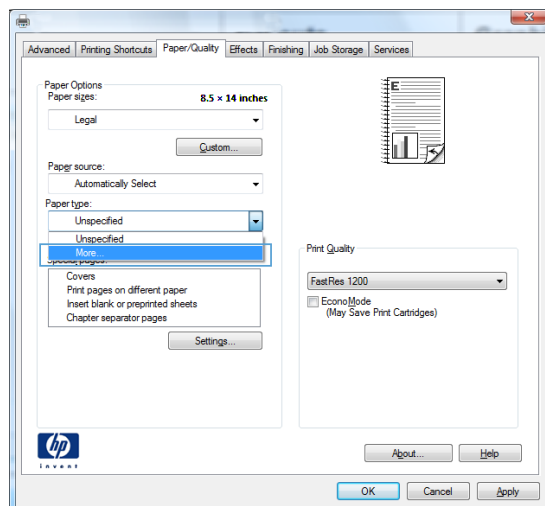 Advanced Printing Shortcuts Paper/Quality Effects Finishing Job Storage Services
Paper Options
Paper sizes: 8.5 × 14 inches
Legal
Custom...
Paper source:
Automatically Select
Paper type:
Unspecified
Unspecified
More...
Special pages:
Covers
Print pages on different paper
Insert blank or preprinted sheets
Chapter separator pages
Settings...
E
Print Quality
FastRes 1200
EconoMode
(May Save Print Cartridges)
hp
invent
About... Help
OK Cancel Apply